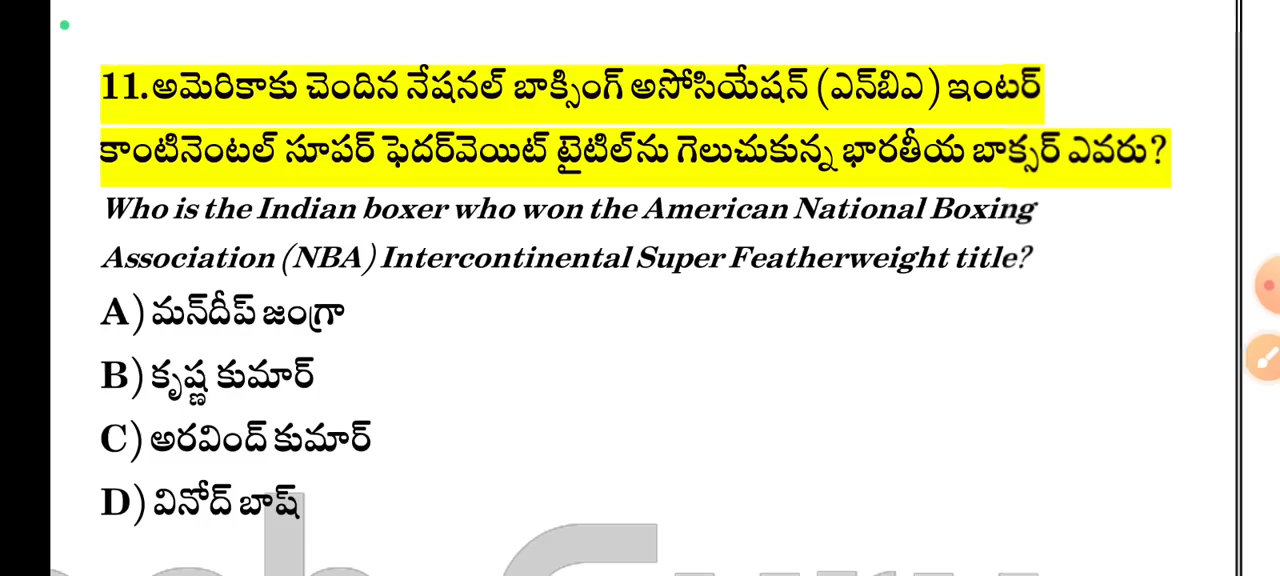 11.అమెరికాకు చెందిన నేషనల్ బాక్సింగ్ అసోసియేషన్ (ఎన్‌బిఎ) ఇంటర్
కాంటినెంటల్ సూపర్ ఫెదర్‌వెయిట్ టైటిల్‌ను గెలుచుకున్న భారతీయ బాక్సర్ ఎవరు?
Who is the Indian boxer who won the American National Boxing
Association (NBA) Intercontinental Super Featherweight title?
A) మన్‌దీప్ జంగ్రా
B) కృష్ణ కుమార్
C) అరవింద్ కుమార్
D) వినోద్ బాష్